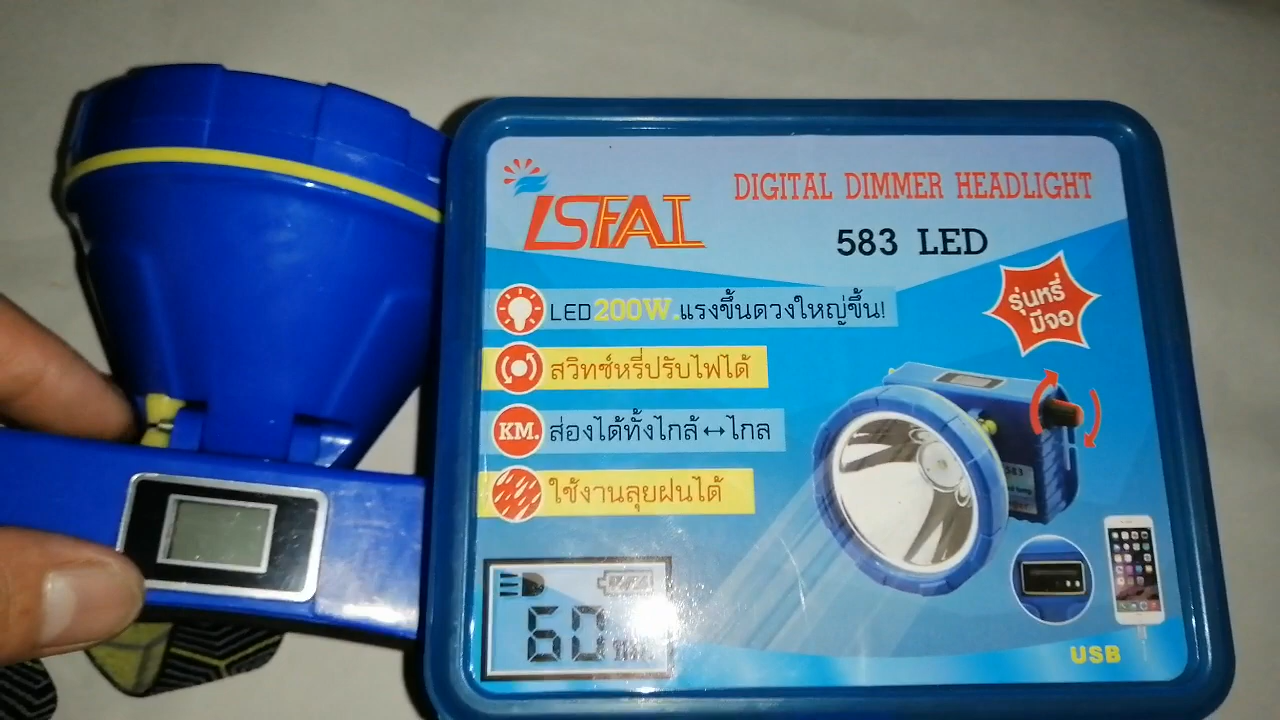 LSFAI
DIGITAL DIMMER HEADLIGHT
583 LED
LED 200W.แรงขึ้นดวงใหญ่ขึ้น!
รุ่นหรี่
มีจอ
สวิทซ์หรี่ปรับไฟได้
KM. ส่องได้ทั้งไกล้↔ไกล
ใช้งานลุยฝนได้
583
60
USB